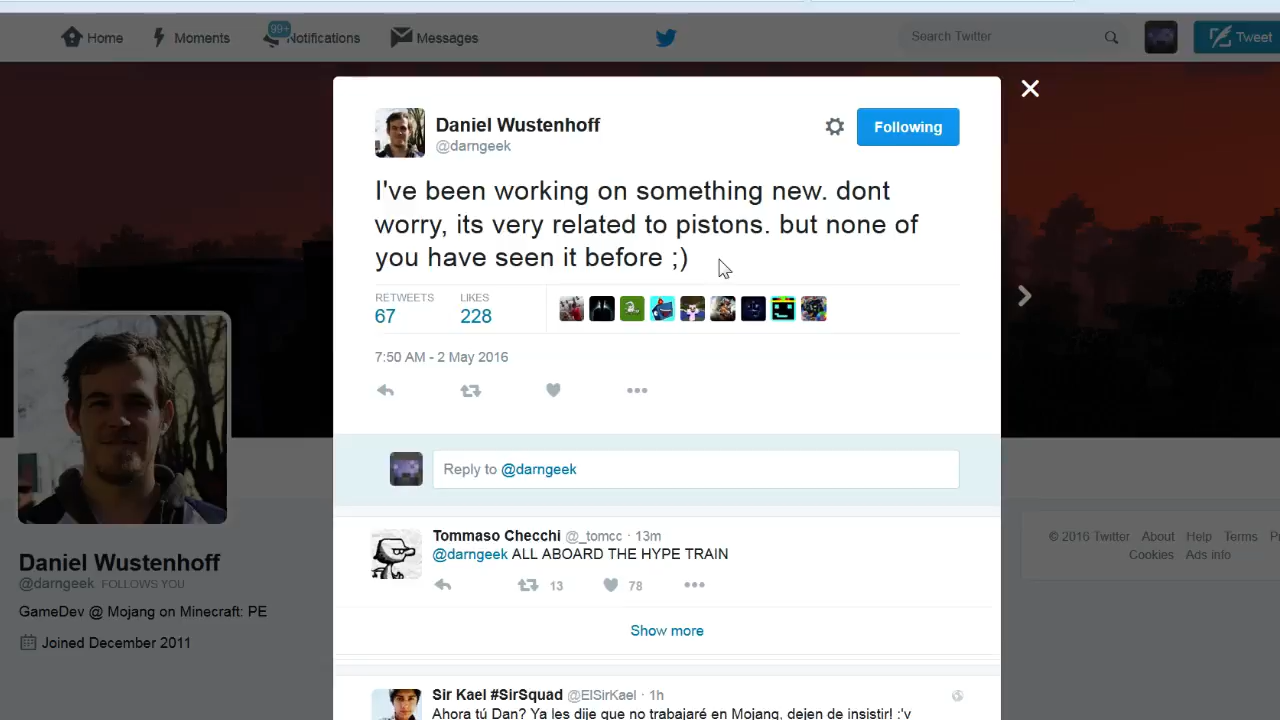 Home
Moments
99+
Notifications
Messages
Search Twitter
Tweet
Daniel Wustenhoff
@darngeek
Following
I've been working on something new. dont
worry, its very related to pistons. but none of
you have seen it before ;)
RETWEETS
67
LIKES
228
7:50 AM - 2 May 2016
Reply to @darngeek
Tommaso Checchi @_tomcc · 13m
@darngeek ALL ABOARD THE HYPE TRAIN
13
78
Show more
Sir Kael #SirSquad @ElSirKael · 1h
Ahora tú Dan? Ya les dije que no trabajaré en Mojang, dejen de insistir! :'v
Daniel Wustenhoff
@darngeek FOLLOWS YOU
GameDev @ Mojang on Minecraft: PE
Joined December 2011
© 2016 Twitter About Help Terms
Cookies Ads info